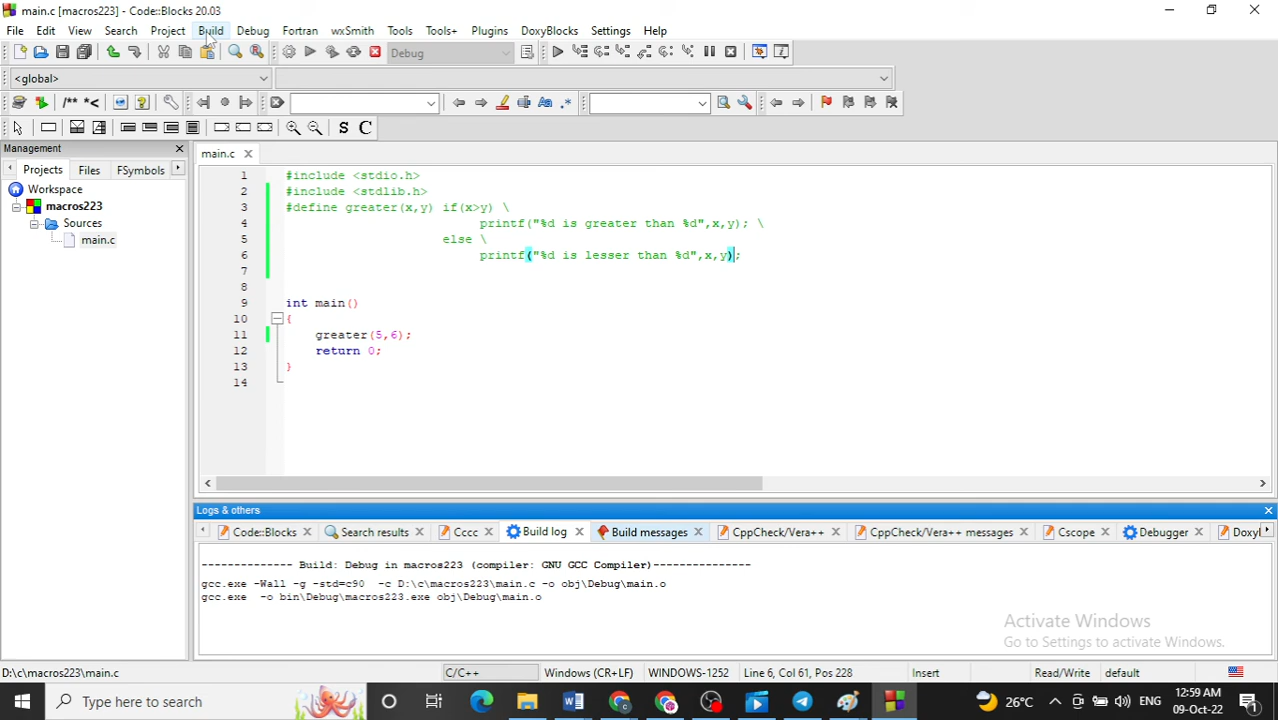 main.c [macros223] - Code::Blocks 20.03
File Edit View Search Project Build Debug Fortran wxSmith Tools Tools+ Plugins DoxyBlocks Settings Help
Debug
<global>
/** *<
Aa .*
S C
Management
Projects Files FSymbols
Workspace
macros223
Sources
main.c
main.c
1 #include <stdio.h>
2 #include <stdlib.h>
3 #define greater(x,y) if(x>y) \
4 printf("%d is greater than %d",x,y); \
5 else \
6 printf("%d is lesser than %d",x,y);
7
8
9 int main()
10 {
11 greater(5,6);
12 return 0;
13 }
14
Logs & others
Code::Blocks Search results Cccc Build log Build messages CppCheck/Vera++ CppCheck/Vera++ messages Cscope Debugger Doxyl
-------------- Build: Debug in macros223 (compiler: GNU GCC Compiler)---------------
gcc.exe -Wall -g -std=c90 -c D:\c\macros223\main.c -o obj\Debug\main.o
gcc.exe -o bin\Debug\macros223.exe obj\Debug\main.o
Activate Windows
Go to Settings to activate Windows.
D:\c\macros223\main.c C/C++ Windows (CR+LF) WINDOWS-1252 Line 6, Col 61, Pos 228 Insert Read/Write default
Type here to search
26°C
ENG
12:59 AM
09-Oct-22
1